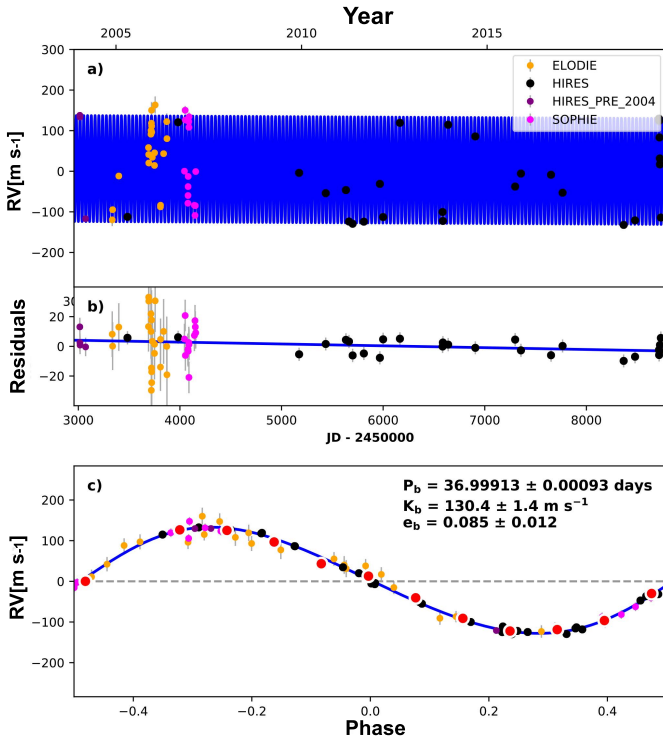 Year
2005 2010 2015
300
a)
ELODIE
HIRES
HIRES_PRE_2004
SOPHIE
200
100
0
−100
−200
RV[m s-1]
30
b)
20
0
−20
Residuals
3000 4000 5000 6000 7000 8000
JD - 2450000
c)
P_b = 36.99913 ± 0.00093 days
K_b = 130.4 ± 1.4 m s⁻¹
e_b = 0.085 ± 0.012
200
100
0
−100
−200
RV[m s-1]
−0.4 −0.2 0.0 0.2 0.4
Phase